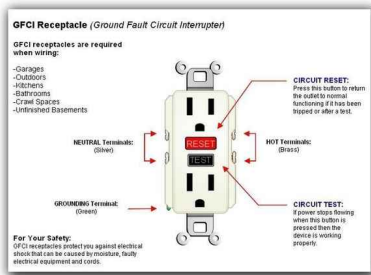 GFCI Receptacle (Ground Fault Circuit Interrupter)
GFCI receptacles are required
when wiring:
-Garages
-Outdoors
-Kitchens
-Bathrooms
-Crawl Spaces
-Unfinished Basements
CIRCUIT RESET:
Press this button to return
the outlet to normal
functioning if it has been
tripped or after a test.
NEUTRAL Terminals:
(Silver)
RESET
TEST
HOT Terminals:
(Brass)
GROUNDING Terminal:
(Green)
CIRCUIT TEST:
If power stops flowing
when this button is
pressed then the
device is working
properly.
For Your Safety:
GFCI receptacles protect you against electrical
shock that can be caused by moisture, faulty
electrical equipment and cords.